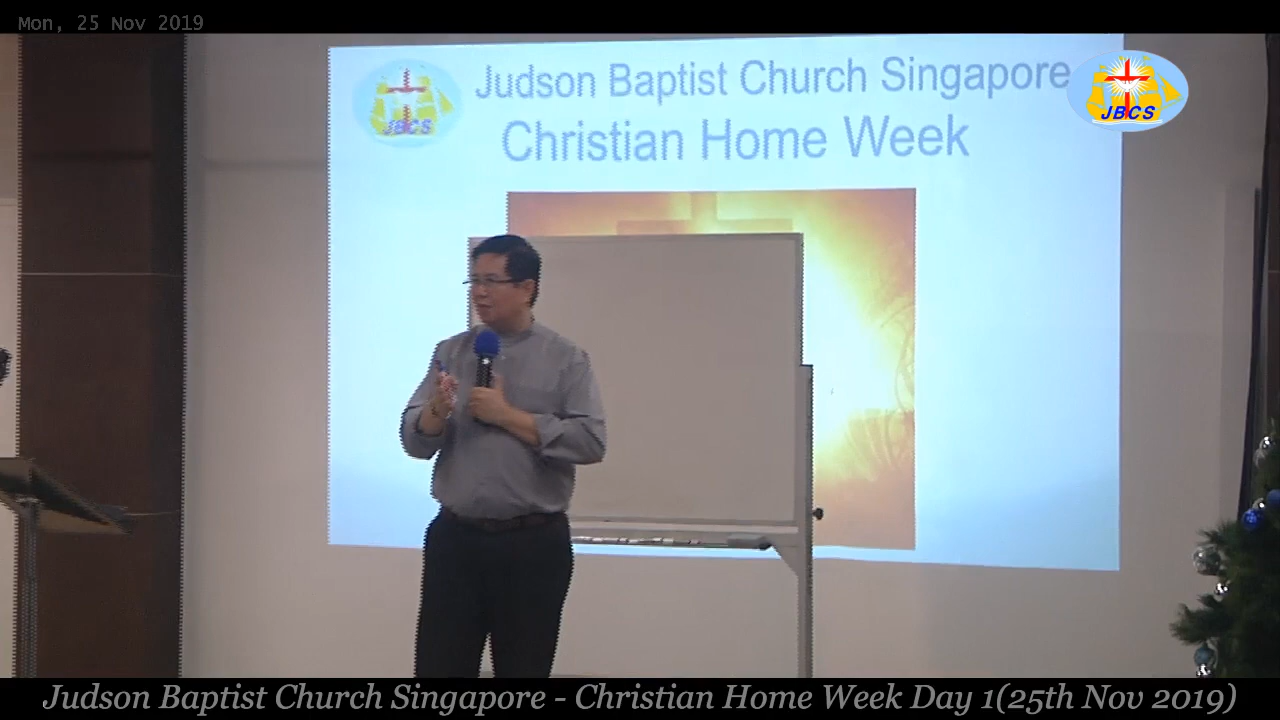 Mon, 25 Nov 2019
Judson Baptist Church Singapore
Christian Home Week
JBCS
JBCS
Judson Baptist Church Singapore - Christian Home Week Day 1(25th Nov 2019)